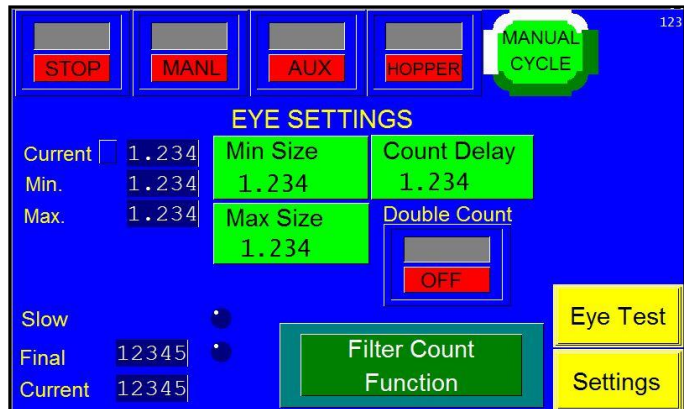 123
STOP MANL AUX HOPPER MANUAL
CYCLE
EYE SETTINGS
Current 1.234 Min Size Count Delay
Min. 1.234 1.234 1.234
Max. 1.234 Max Size Double Count
1.234
OFF
Slow
Eye Test
Final 12345 Filter Count
Current 12345 Function Settings